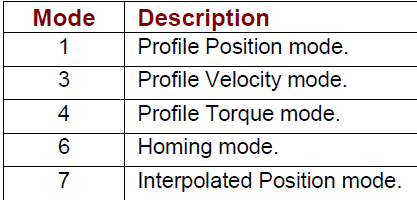 Mode Description
1 Profile Position mode.
3 Profile Velocity mode.
4 Profile Torque mode.
6 Homing mode.
7 Interpolated Position mode.